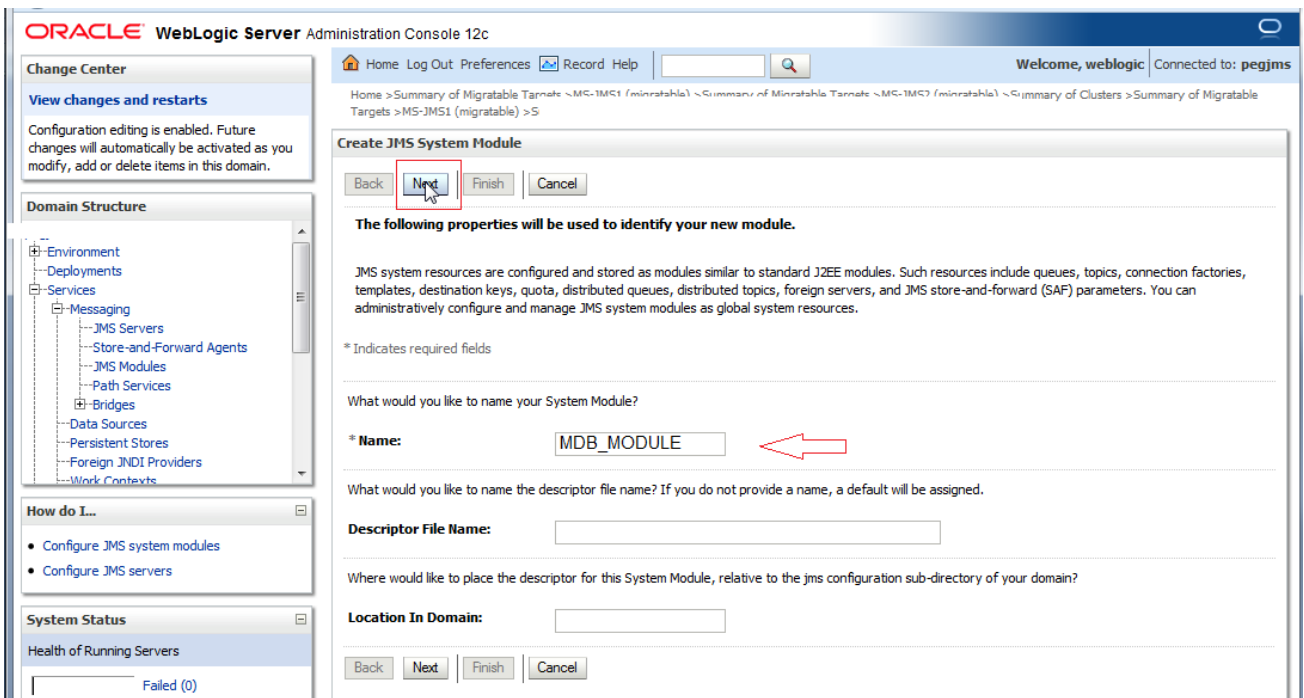 ORACLE WebLogic Server Administration Console 12c
Change Center
View changes and restarts
Configuration editing is enabled. Future
changes will automatically be activated as you
modify, add or delete items in this domain.
Domain Structure
Environment
Deployments
Services
Messaging
JMS Servers
Store-and-Forward Agents
JMS Modules
Path Services
Bridges
Data Sources
Persistent Stores
Foreign JNDI Providers
Work Contexts
How do I...
Configure JMS system modules
Configure JMS servers
System Status
Health of Running Servers
Failed (0)
Home Log Out Preferences Record Help
Welcome, weblogic Connected to: pegjms
Home >Summary of Migratable Targets >MS-JMS1 (migratable) >Summary of Migratable Targets >MS-JMS2 (migratable) >Summary of Clusters >Summary of Migratable
Targets >MS-JMS1 (migratable) >S
Create JMS System Module
Back Next Finish Cancel
The following properties will be used to identify your new module.
JMS system resources are configured and stored as modules similar to standard J2EE modules. Such resources include queues, topics, connection factories,
templates, destination keys, quota, distributed queues, distributed topics, foreign servers, and JMS store-and-forward (SAF) parameters. You can
administratively configure and manage JMS system modules as global system resources.
* Indicates required fields
What would you like to name your System Module?
* Name: MDB_MODULE
What would you like to name the descriptor file name? If you do not provide a name, a default will be assigned.
Descriptor File Name:
Where would like to place the descriptor for this System Module, relative to the jms configuration sub-directory of your domain?
Location In Domain:
Back Next Finish Cancel